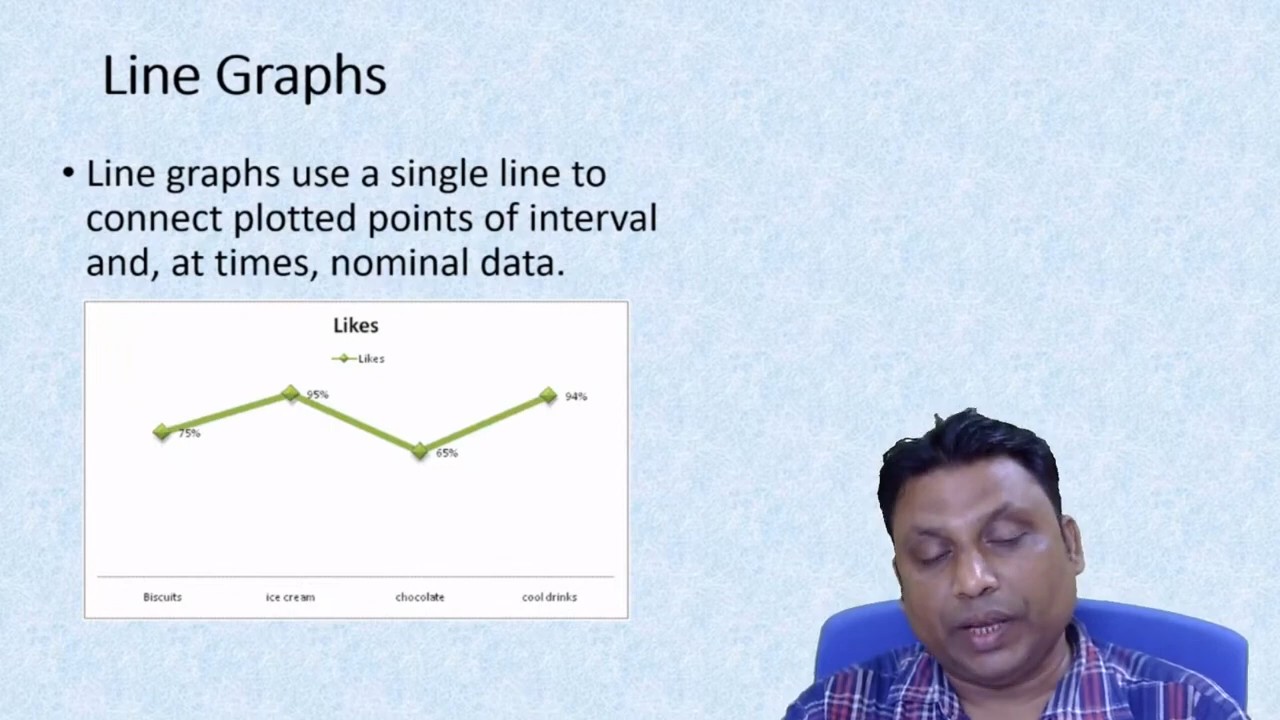 Line Graphs
• Line graphs use a single line to
connect plotted points of interval
and, at times, nominal data.
Likes
Likes
95%
94%
75%
65%
Biscuits ice cream chocolate cool drinks